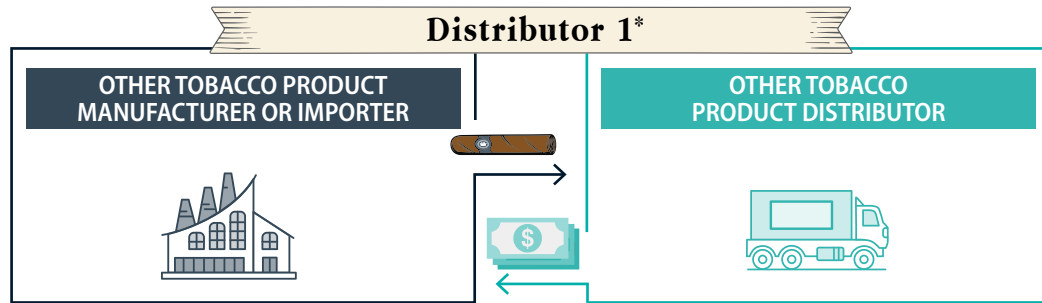 Distributor 1*
OTHER TOBACCO PRODUCT
MANUFACTURER OR IMPORTER
OTHER TOBACCO
PRODUCT DISTRIBUTOR
$